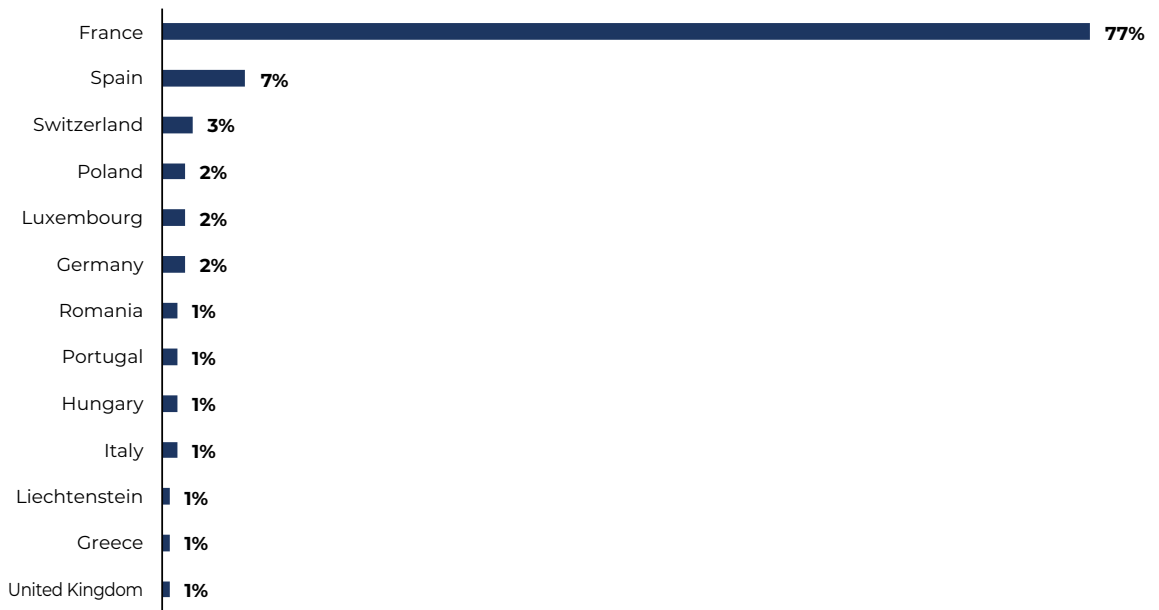 France 77%
Spain 7%
Switzerland 3%
Poland 2%
Luxembourg 2%
Germany 2%
Romania 1%
Portugal 1%
Hungary 1%
Italy 1%
Liechtenstein 1%
Greece 1%
United Kingdom 1%